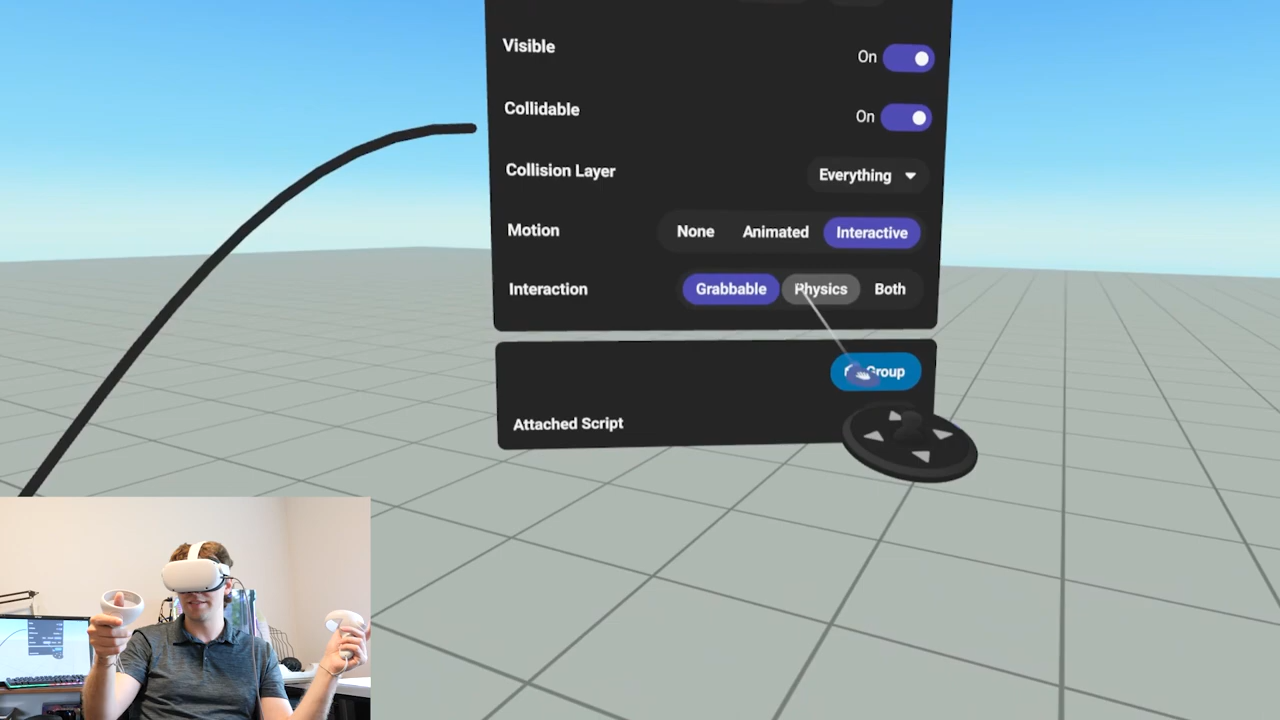 Visible On
Collidable On
Collision Layer Everything
Motion None Animated Interactive
Interaction Grabbable Physics Both
Group
Attached Script